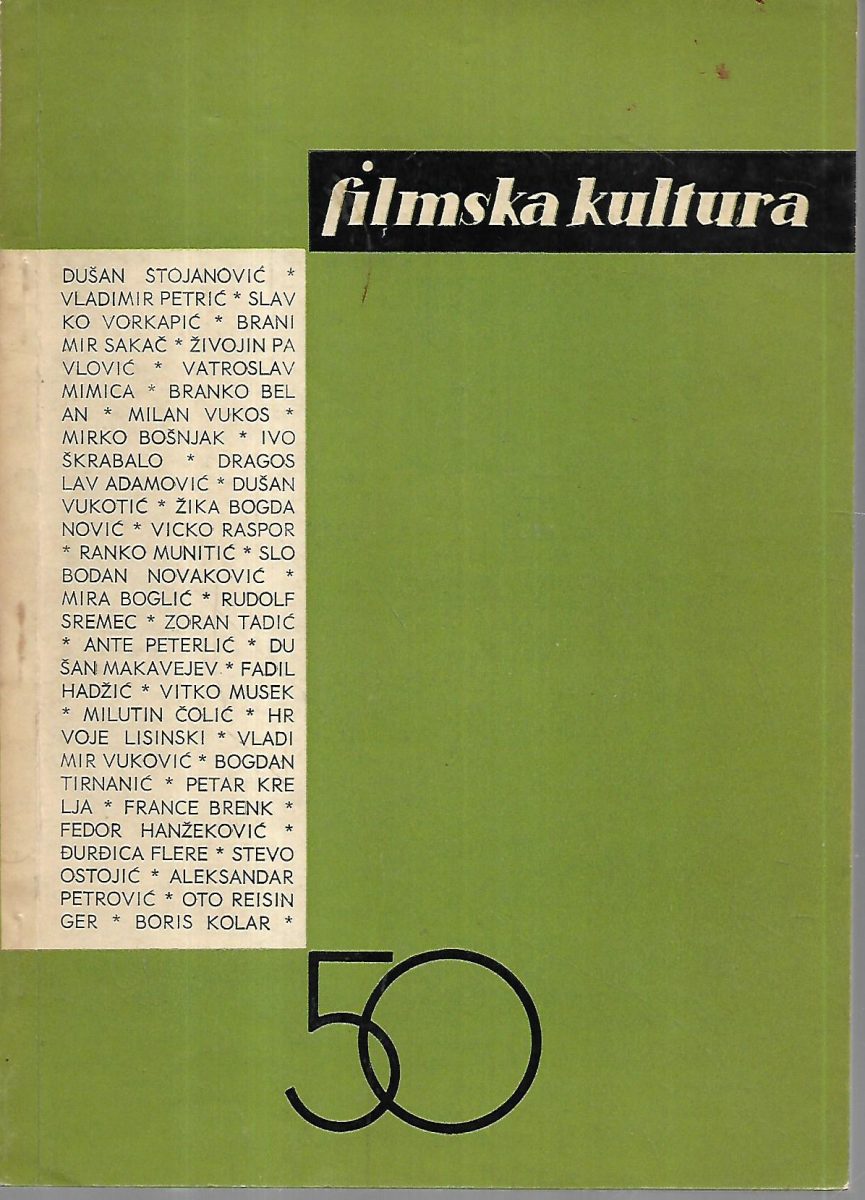 filmska kultura
DUŠAN STOJANOVIĆ *
VLADIMIR PETRIĆ * SLAV
KO VORKAPIĆ * BRANI
MIR SAKAČ * ŽIVOJIN PA
VLOVIĆ * VATROSLAV
MIMICA * BRANKO BEL
AN * MILAN VUKOS *
MIRKO BOŠNJAK * IVO
ŠKRABALO * DRAGOS
LAV ADAMOVIĆ * DUŠAN
VUKOTIĆ * ŽIKA BOGDA
NOVIĆ * VICKO RASPOR
* RANKO MUNITIĆ * SLO
BODAN NOVAKOVIĆ *
MIRA BOGLIĆ * RUDOLF
SREMEC * ZORAN TADIĆ
* ANTE PETERLIĆ * DU
ŠAN MAKAVEJEV * FADIL
HADŽIĆ * VITKO MUSEK
* MILUTIN ČOLIĆ * HR
VOJE LISINSKI * VLADI
MIR VUKOVIĆ * BOGDAN
TIRNANIĆ * PETAR KRE
LJA * FRANCE BRENK *
FEDOR HANŽEKOVIĆ *
ĐURĐICA FLERE * STEVO
OSTOJIĆ * ALEKSANDAR
PETROVIĆ * OTO REISIN
GER * BORIS KOLAR *
50